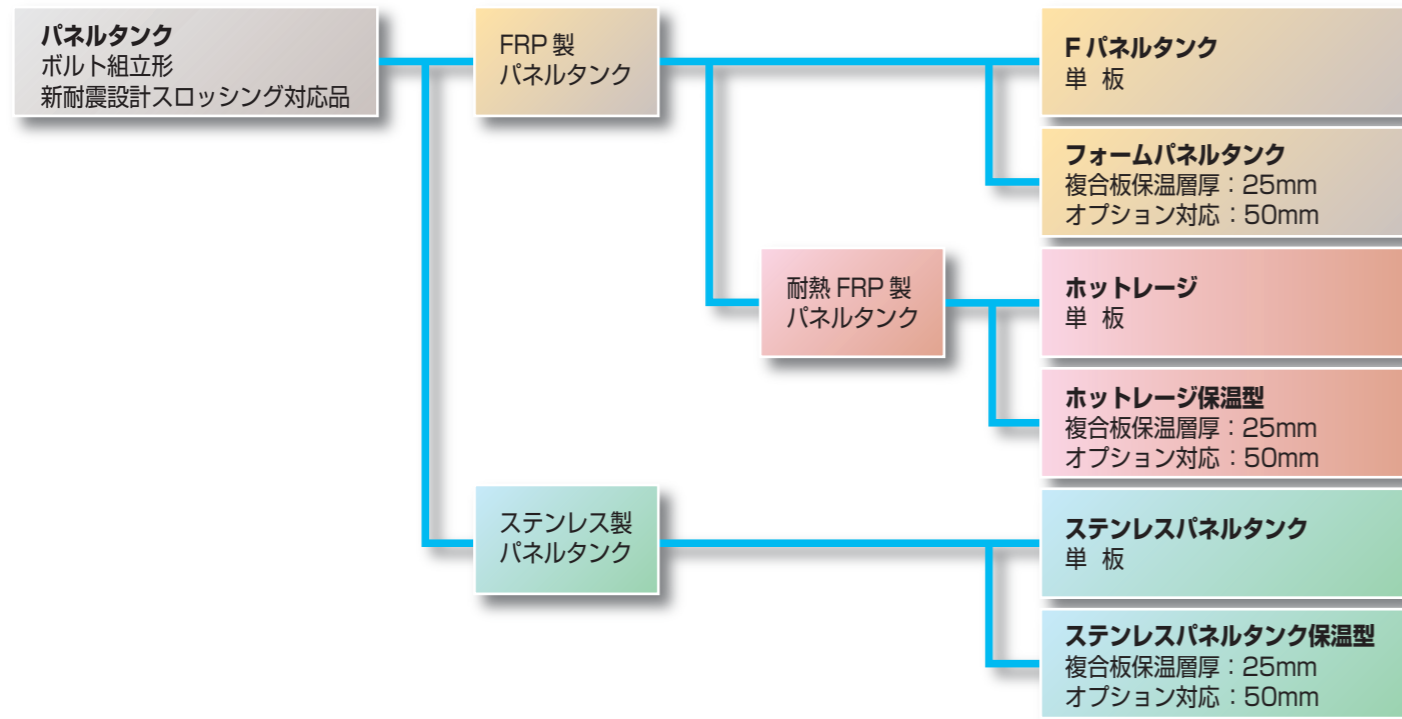 パネルタンク
ボルト組立形
新耐震設計スロッシング対応品
FRP 製
パネルタンク
F パネルタンク
単 板
フォームパネルタンク
複合板保温層厚：25mm
オプション対応：50mm
耐熱 FRP 製
パネルタンク
ホットレージ
単 板
ホットレージ保温型
複合板保温層厚：25mm
オプション対応：50mm
ステンレス製
パネルタンク
ステンレスパネルタンク
単 板
ステンレスパネルタンク保温型
複合板保温層厚：25mm
オプション対応：50mm